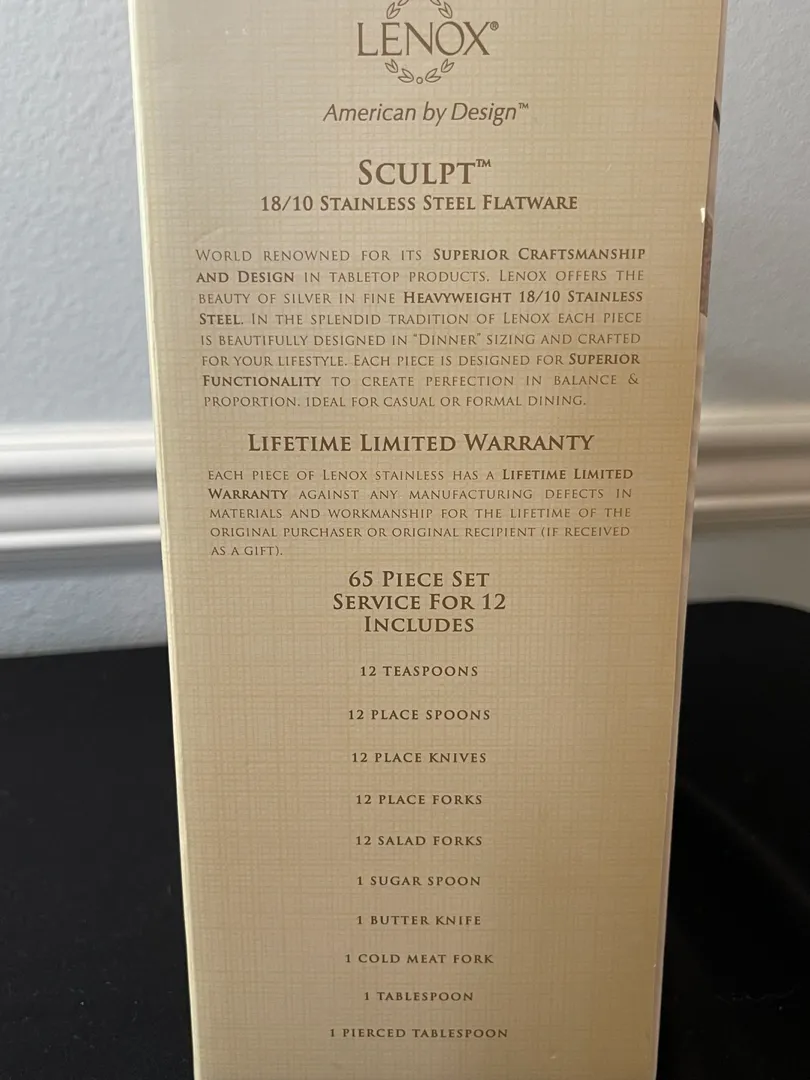 LENOX®
American by Design™
SCULPT™
18/10 STAINLESS STEEL FLATWARE
WORLD RENOWNED FOR ITS SUPERIOR CRAFTSMANSHIP
AND DESIGN IN TABLETOP PRODUCTS. LENOX OFFERS THE
BEAUTY OF SILVER IN FINE HEAVYWEIGHT 18/10 STAINLESS
STEEL. IN THE SPLENDID TRADITION OF LENOX EACH PIECE
IS BEAUTIFULLY DESIGNED IN "DINNER" SIZING AND CRAFTED
FOR YOUR LIFESTYLE. EACH PIECE IS DESIGNED FOR SUPERIOR
FUNCTIONALITY TO CREATE PERFECTION IN BALANCE &
PROPORTION. IDEAL FOR CASUAL OR FORMAL DINING.
LIFETIME LIMITED WARRANTY
EACH PIECE OF LENOX STAINLESS HAS A LIFETIME LIMITED
WARRANTY AGAINST ANY MANUFACTURING DEFECTS IN
MATERIALS AND WORKMANSHIP FOR THE LIFETIME OF THE
ORIGINAL PURCHASER OR ORIGINAL RECIPIENT (IF RECEIVED
AS A GIFT).
65 PIECE SET
SERVICE FOR 12
INCLUDES
12 TEASPOONS
12 PLACE SPOONS
12 PLACE KNIVES
12 PLACE FORKS
12 SALAD FORKS
1 SUGAR SPOON
1 BUTTER KNIFE
1 COLD MEAT FORK
1 TABLESPOON
1 PIERCED TABLESPOON